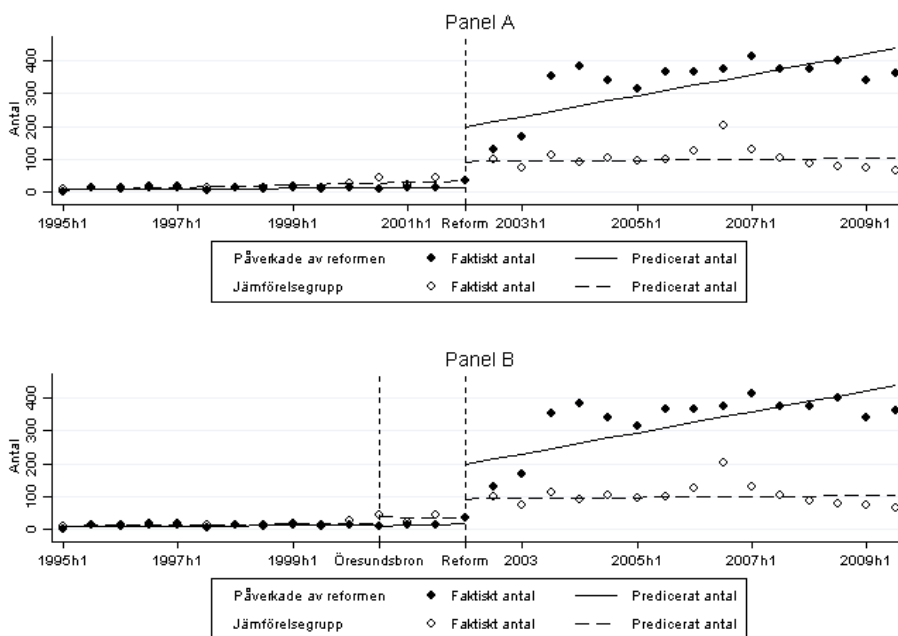 Panel A
Antal
400
300
200
100
0
1995h1 1997h1 1999h1 2001h1 Reform 2003h1 2005h1 2007h1 2009h1
Påverkade av reformen Faktiskt antal Predicerat antal
Jämförelsegrupp Faktiskt antal Predicerat antal
Panel B
Antal
400
300
200
100
0
1995h1 1997h1 1999h1 Öresundsbron Reform 2003 2005h1 2007h1 2009h1
Påverkade av reformen Faktiskt antal Predicerat antal
Jämförelsegrupp Faktiskt antal Predicerat antal